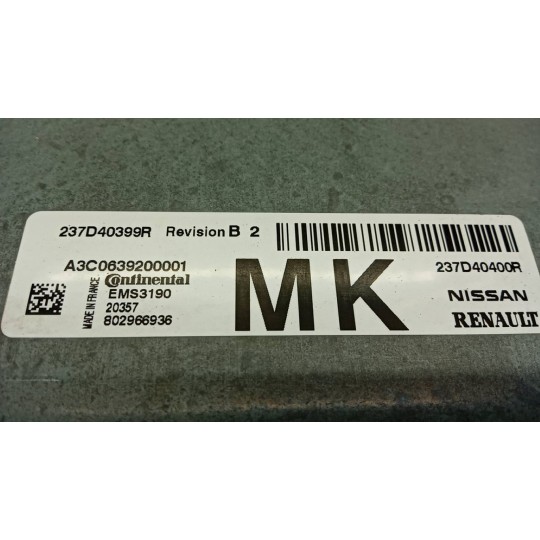 237D40399R Revision B 2
A3C0639200001
Continental
MADE IN FRANCE
EMS3190
20357
802966936
MK
237D40400R
NISSAN
RENAULT